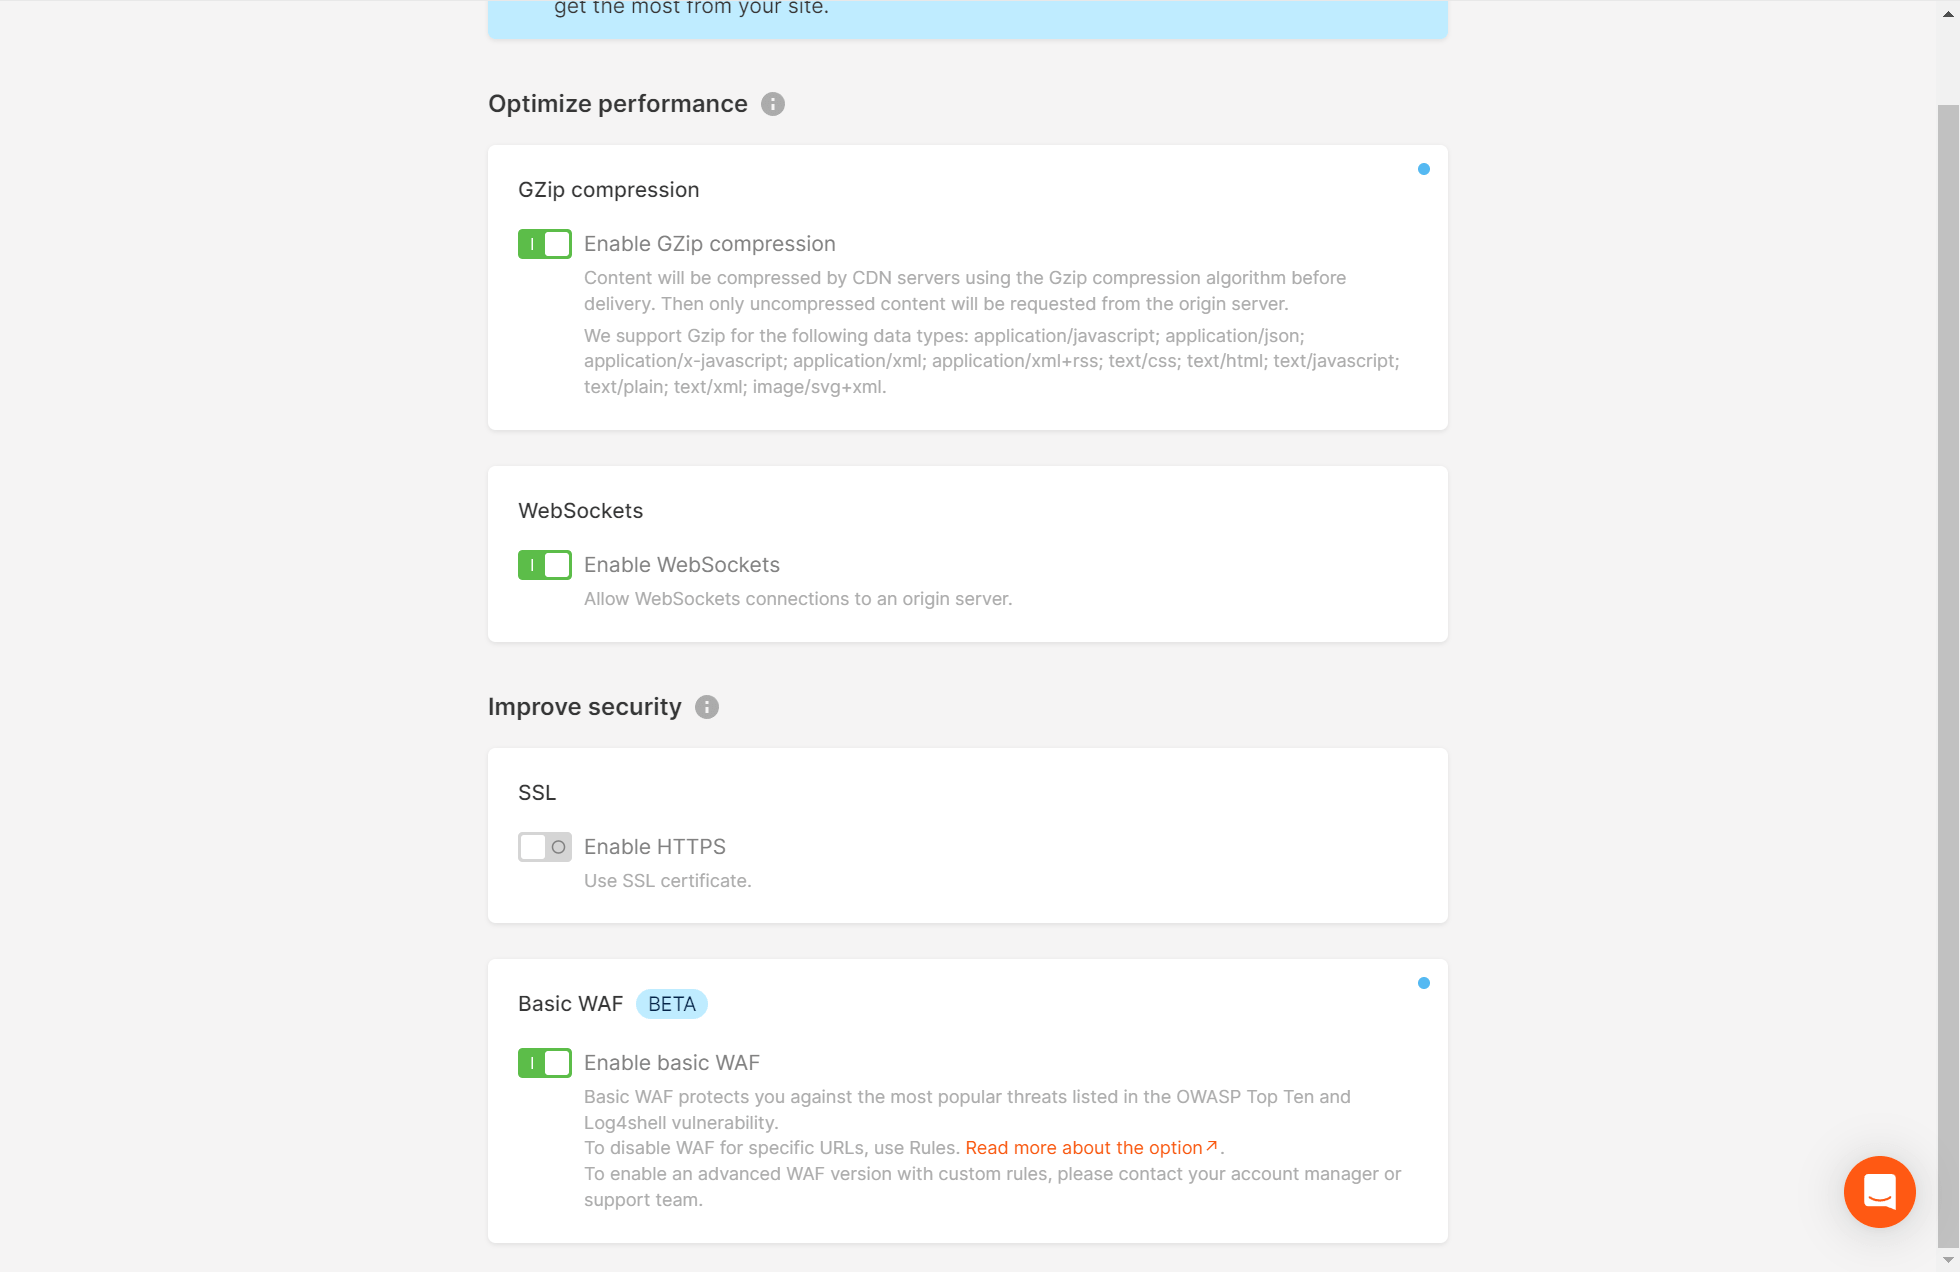 get the most from your site.
Optimize performance
GZip compression
Enable GZip compression
Content will be compressed by CDN servers using the Gzip compression algorithm before
delivery. Then only uncompressed content will be requested from the origin server.
We support Gzip for the following data types: application/javascript; application/json;
application/x-javascript; application/xml; application/xml+rss; text/css; text/html; text/javascript;
text/plain; text/xml; image/svg+xml.
WebSockets
Enable WebSockets
Allow WebSockets connections to an origin server.
Improve security
SSL
Enable HTTPS
Use SSL certificate.
Basic WAF BETA
Enable basic WAF
Basic WAF protects you against the most popular threats listed in the OWASP Top Ten and
Log4shell vulnerability.
To disable WAF for specific URLs, use Rules. Read more about the option↗.
To enable an advanced WAF version with custom rules, please contact your account manager or
support team.